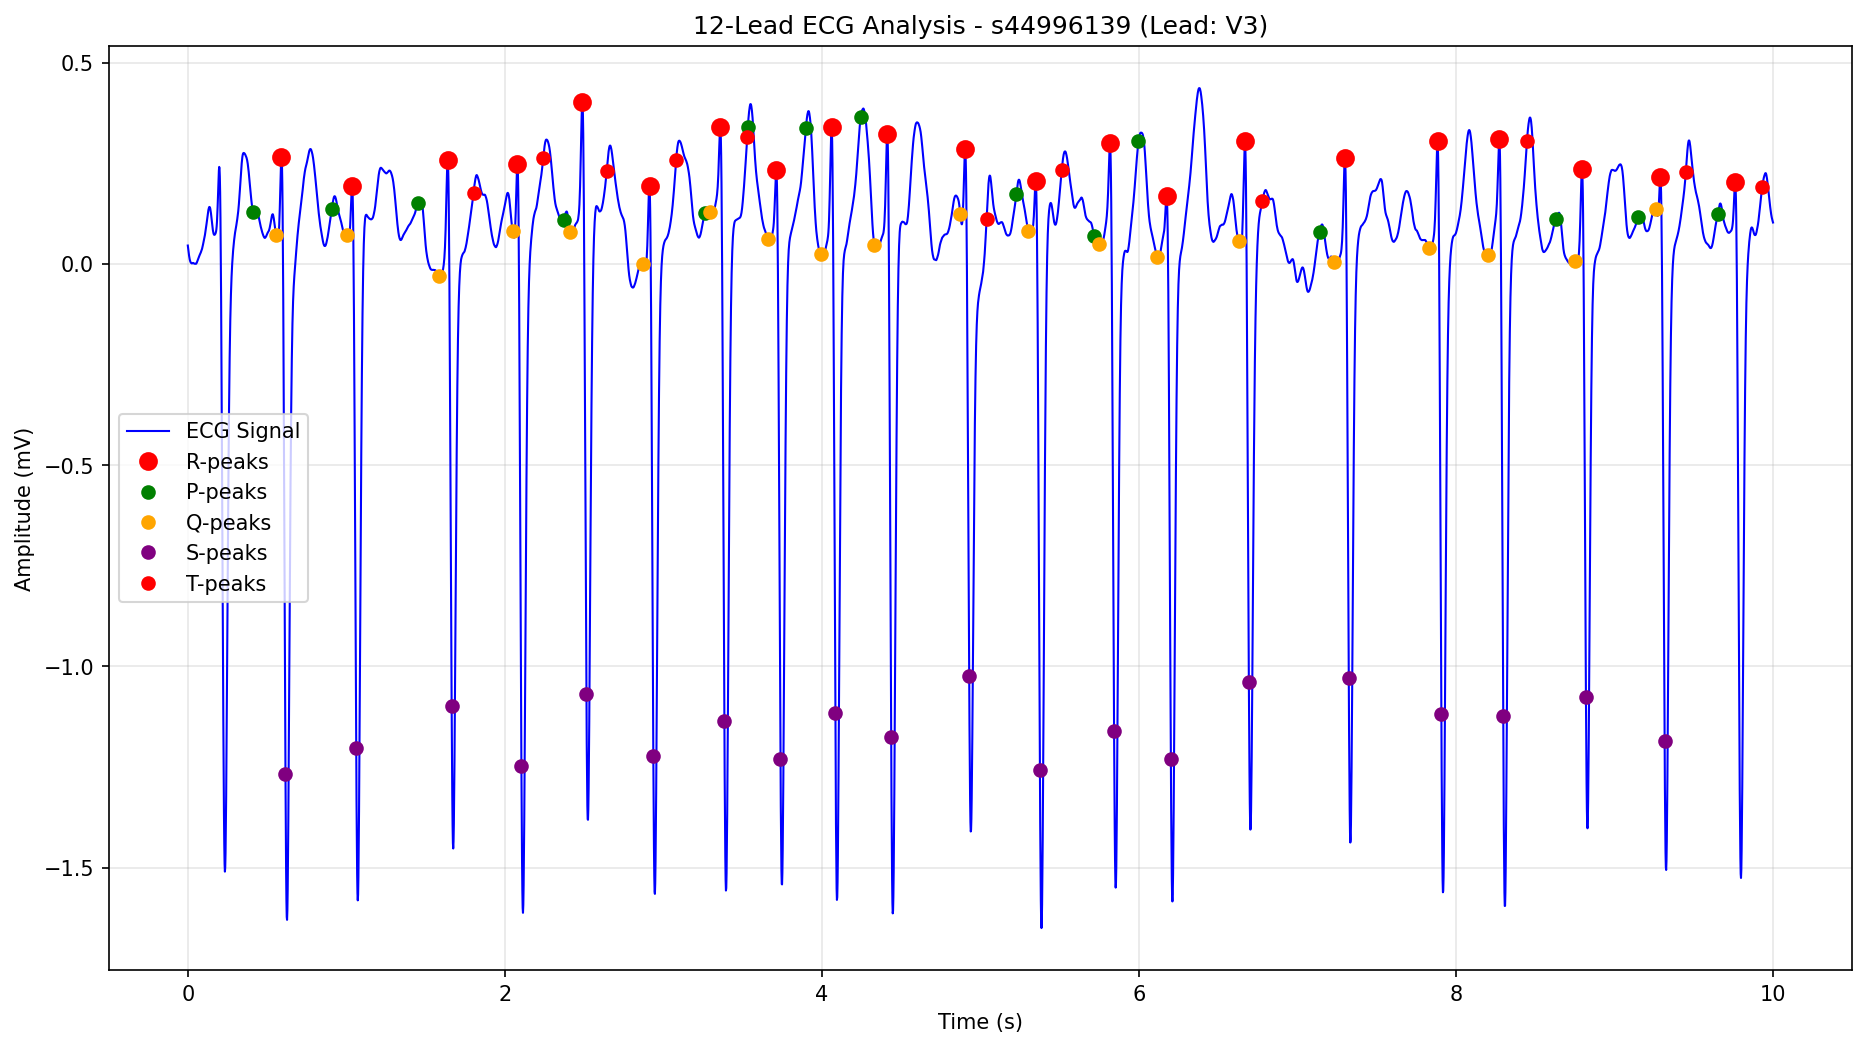 12-Lead ECG Analysis - s44996139 (Lead: V3)
0.5
0.0
−0.5
−1.0
−1.5
Amplitude (mV)
ECG Signal
R-peaks
P-peaks
Q-peaks
S-peaks
T-peaks
0
2
4
6
8
10
Time (s)